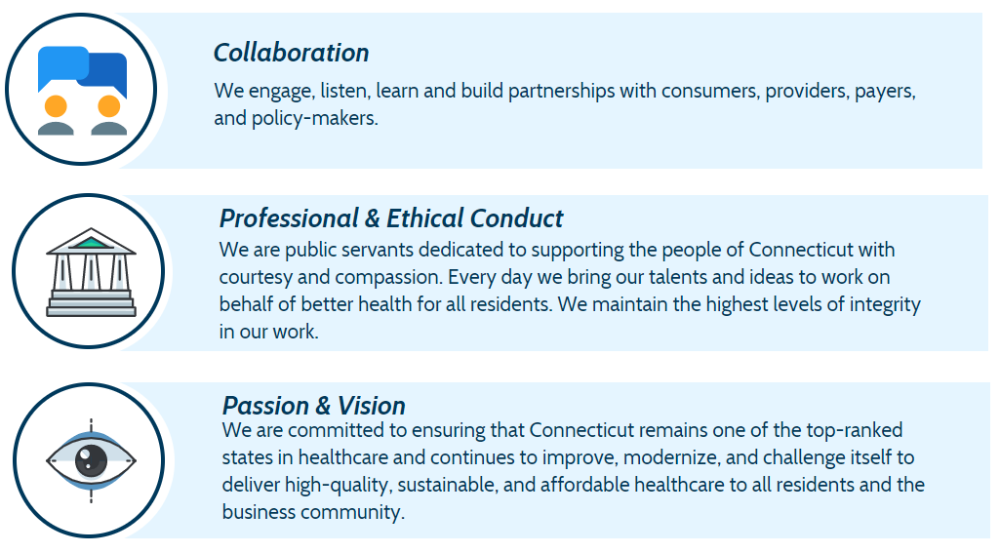 Collaboration
We engage, listen, learn and build partnerships with consumers, providers, payers,
and policy-makers.
Professional & Ethical Conduct
We are public servants dedicated to supporting the people of Connecticut with
courtesy and compassion. Every day we bring our talents and ideas to work on
behalf of better health for all residents. We maintain the highest levels of integrity
in our work.
Passion & Vision
We are committed to ensuring that Connecticut remains one of the top-ranked
states in healthcare and continues to improve, modernize, and challenge itself to
deliver high-quality, sustainable, and affordable healthcare to all residents and the
business community.